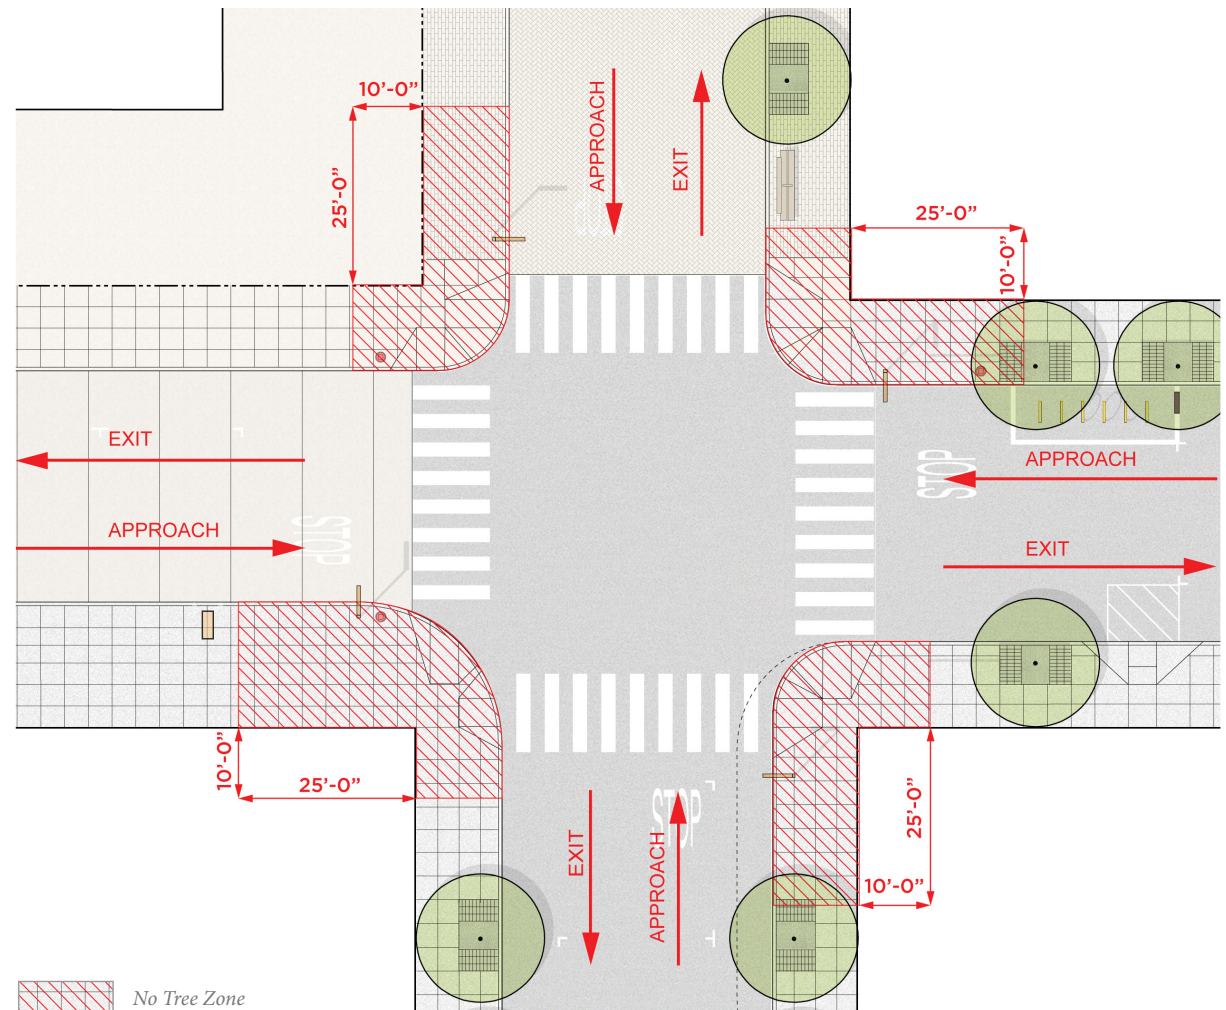 10’-0”
25’-0”
APPROACH
EXIT
25’-0”
10’-0”
EXIT
APPROACH
STOP
STOP
APPROACH
EXIT
10’-0”
25’-0”
STOP
EXIT
APPROACH
25’-0”
10’-0”
No Tree Zone